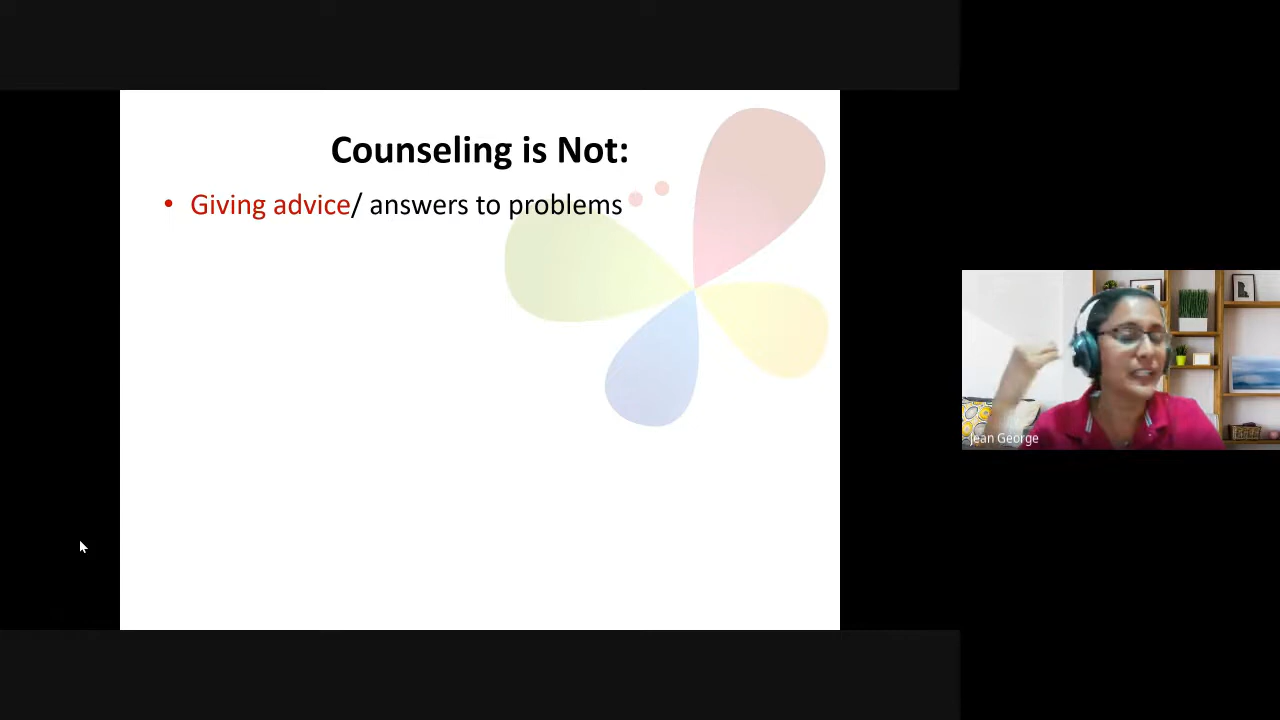 Counseling is Not:
• Giving advice/ answers to problems
Jean George